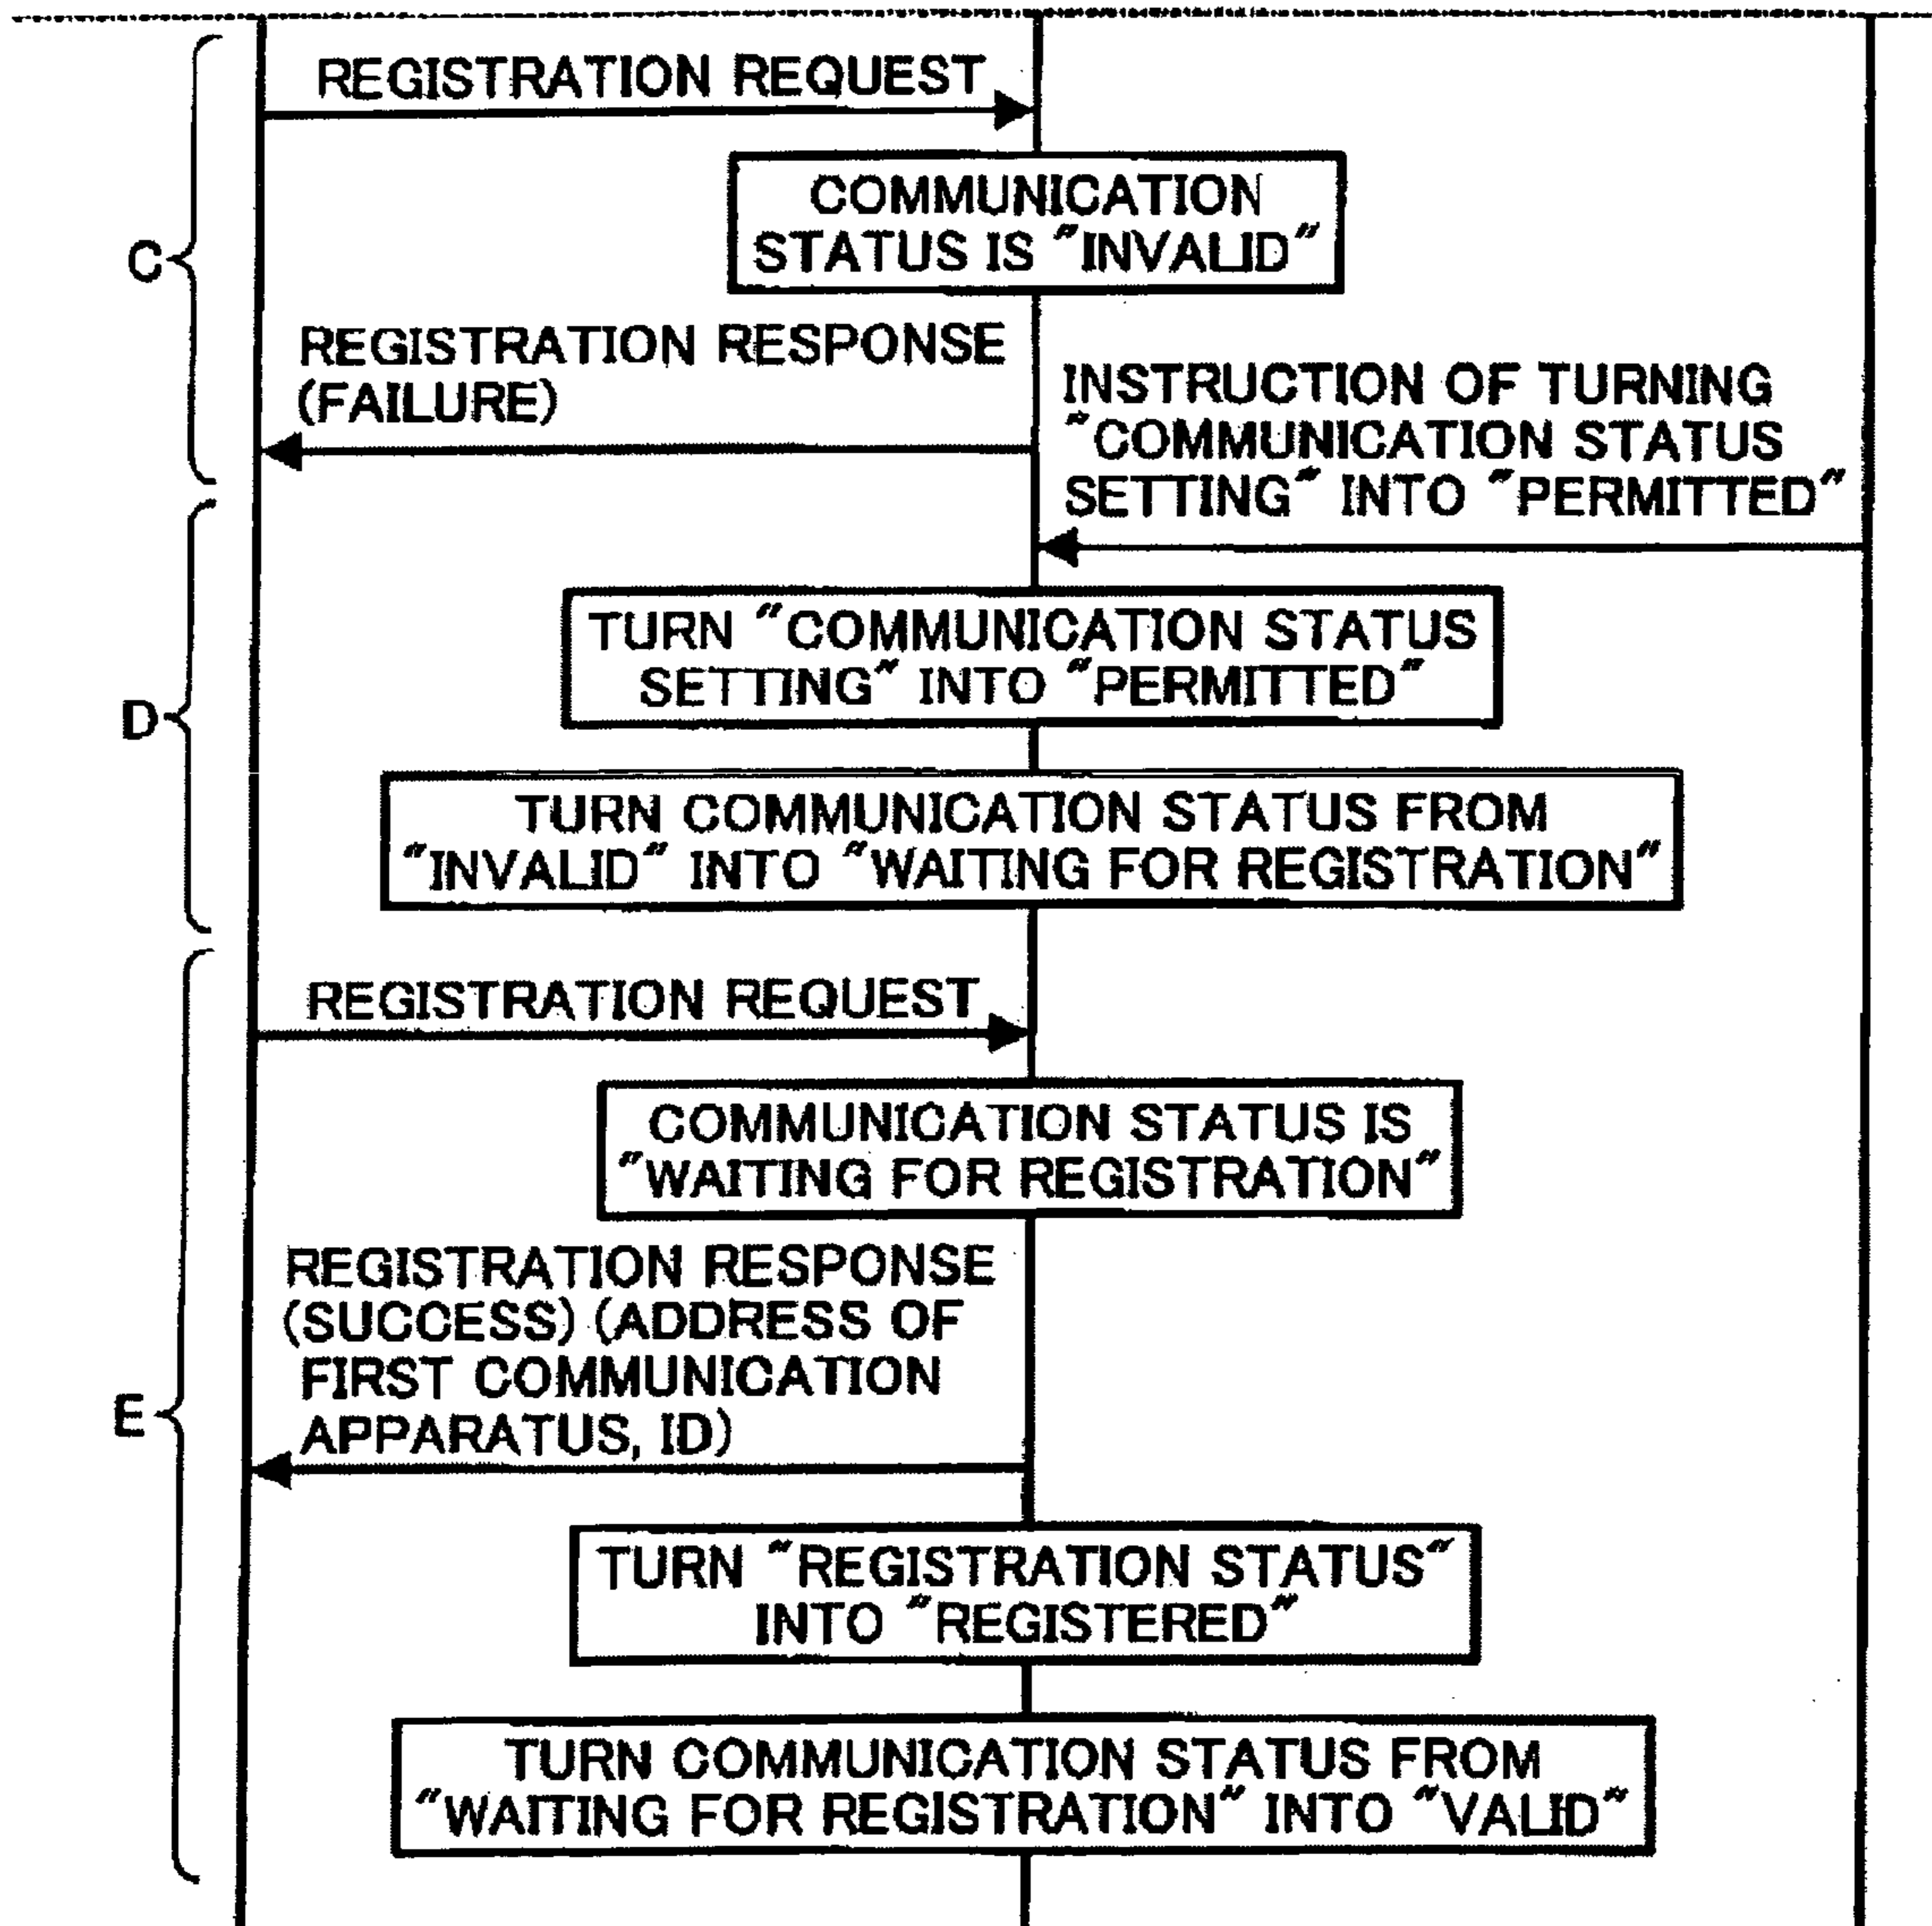 REGISTRATION REQUEST
COMMUNICATION
STATUS IS "INVALID"
C
REGISTRATION RESPONSE
(FAILURE)
INSTRUCTION OF TURNING
"COMMUNICATION STATUS
SETTING" INTO "PERMITTED"
TURN "COMMUNICATION STATUS
SETTING" INTO "PERMITTED"
D
TURN COMMUNICATION STATUS FROM
"INVALID" INTO "WAITING FOR REGISTRATION"
REGISTRATION REQUEST
COMMUNICATION STATUS IS
"WAITING FOR REGISTRATION"
REGISTRATION RESPONSE
(SUCCESS) (ADDRESS OF
FIRST COMMUNICATION
APPARATUS, ID)
E
TURN "REGISTRATION STATUS"
INTO "REGISTERED"
TURN COMMUNICATION STATUS FROM
"WAITING FOR REGISTRATION" INTO "VALID"